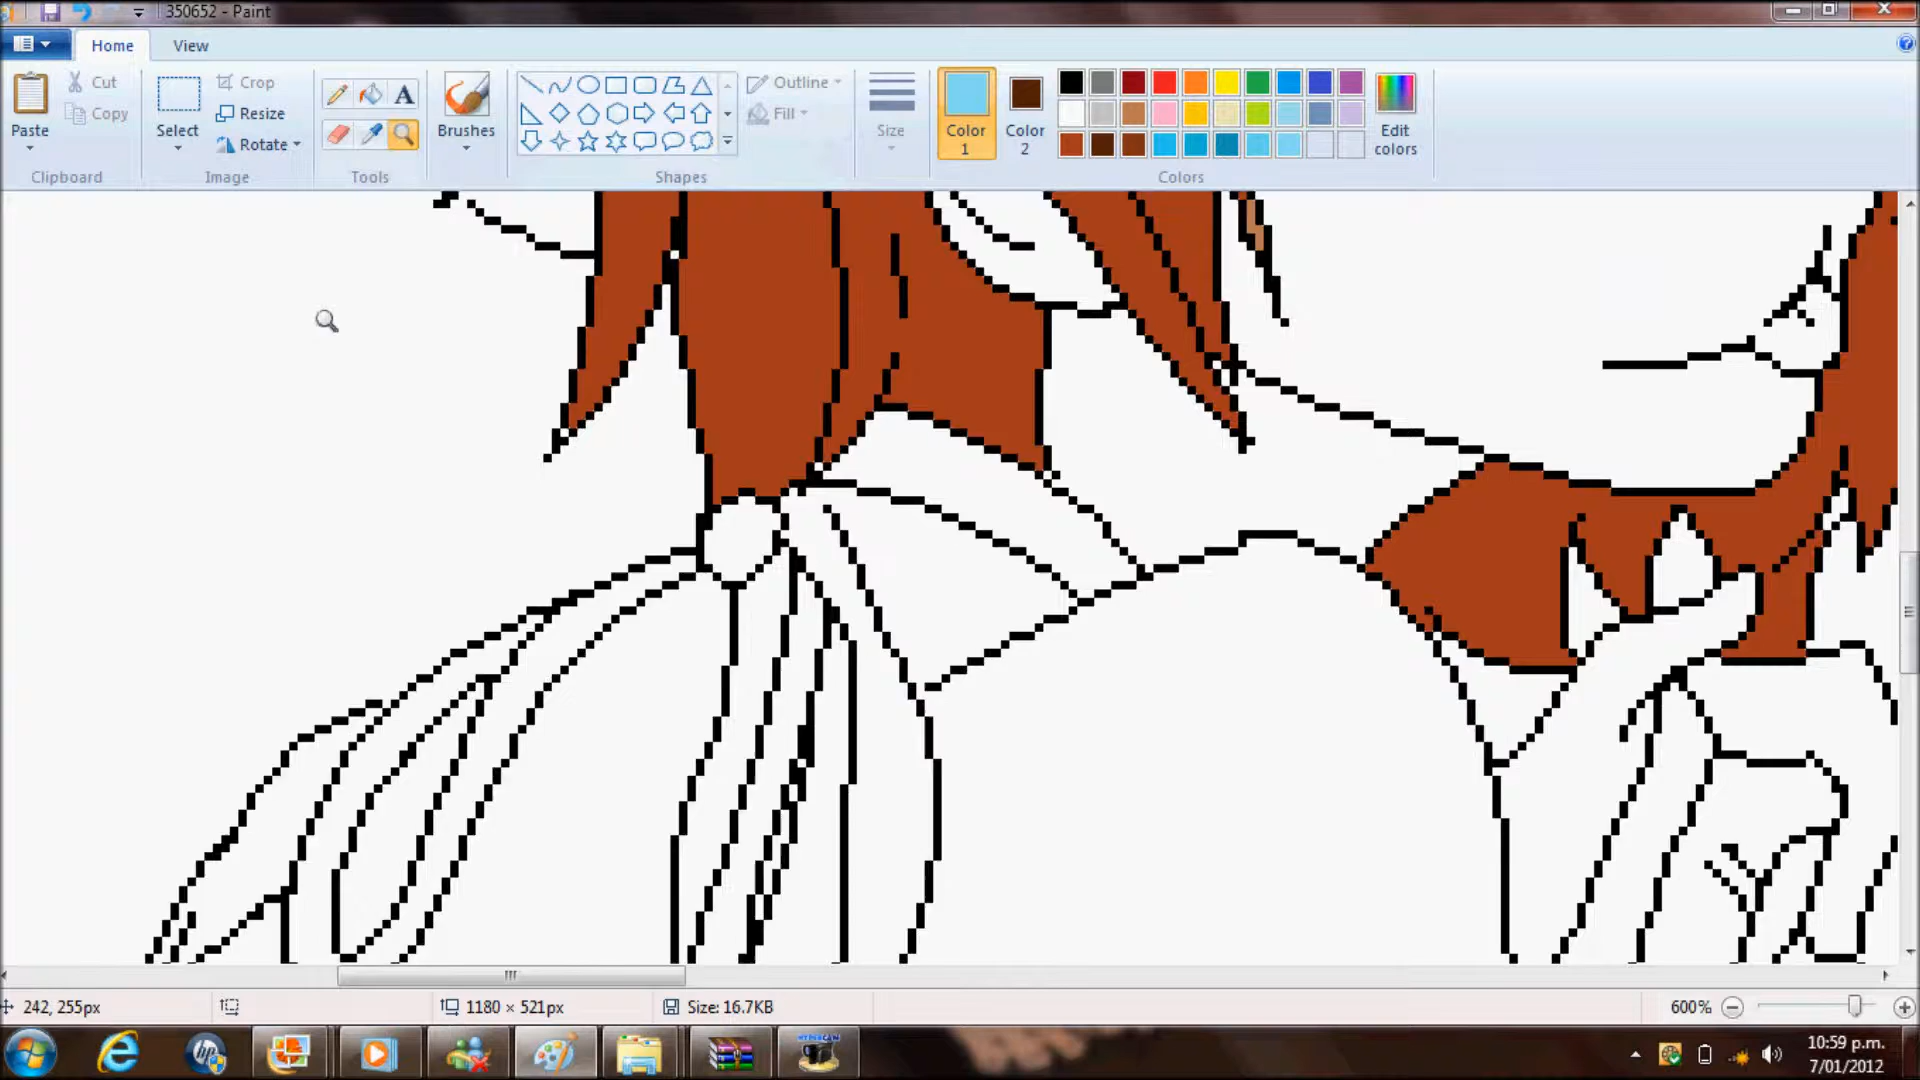 350652 - Paint
Home View
Paste
Cut
Copy
Clipboard
Select
Crop
Resize
Rotate
Image
A
Tools
Brushes
Outline
Fill
Shapes
Size
Color 1
Color 2
Edit colors
Colors
242, 255px
1180 × 521px
Size: 16.7KB
600%
hp
HYPERCAM
10:59 p.m.
7/01/2012